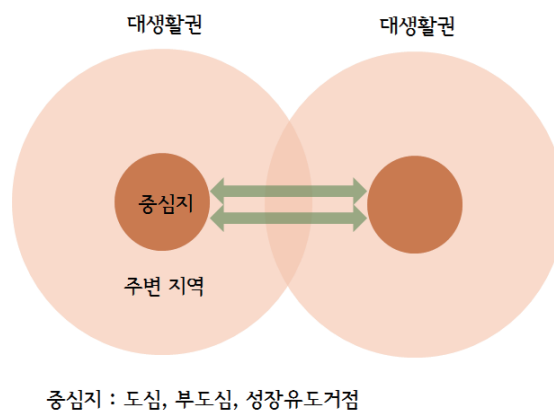 대생활권
대생활권
중심지
주변 지역
중심지 : 도심, 부도심, 성장유도거점